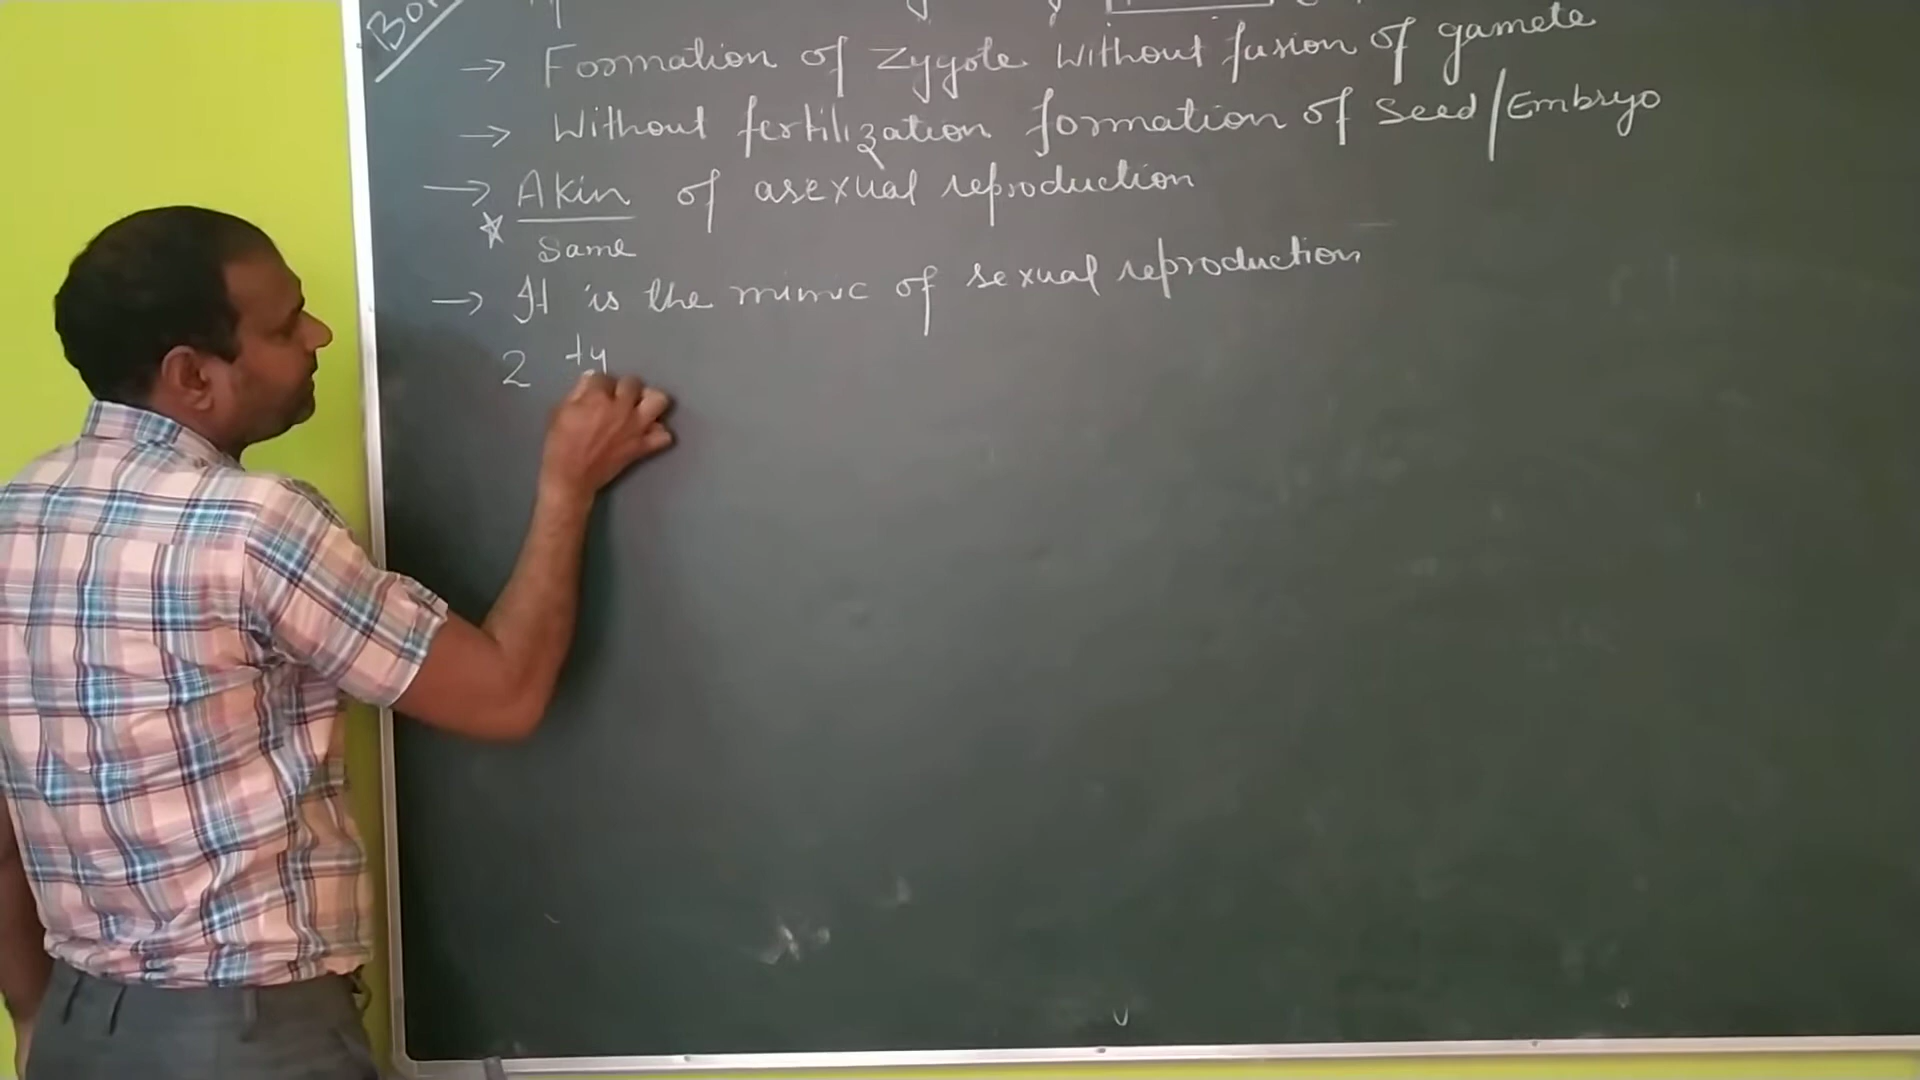 → Formation of Zygote Without fusion of gamete
→ Without fertilization formation of Seed/Embryo
→ Akin of asexual reproduction
Same
→ It is the mimic of sexual reproduction
2 ty